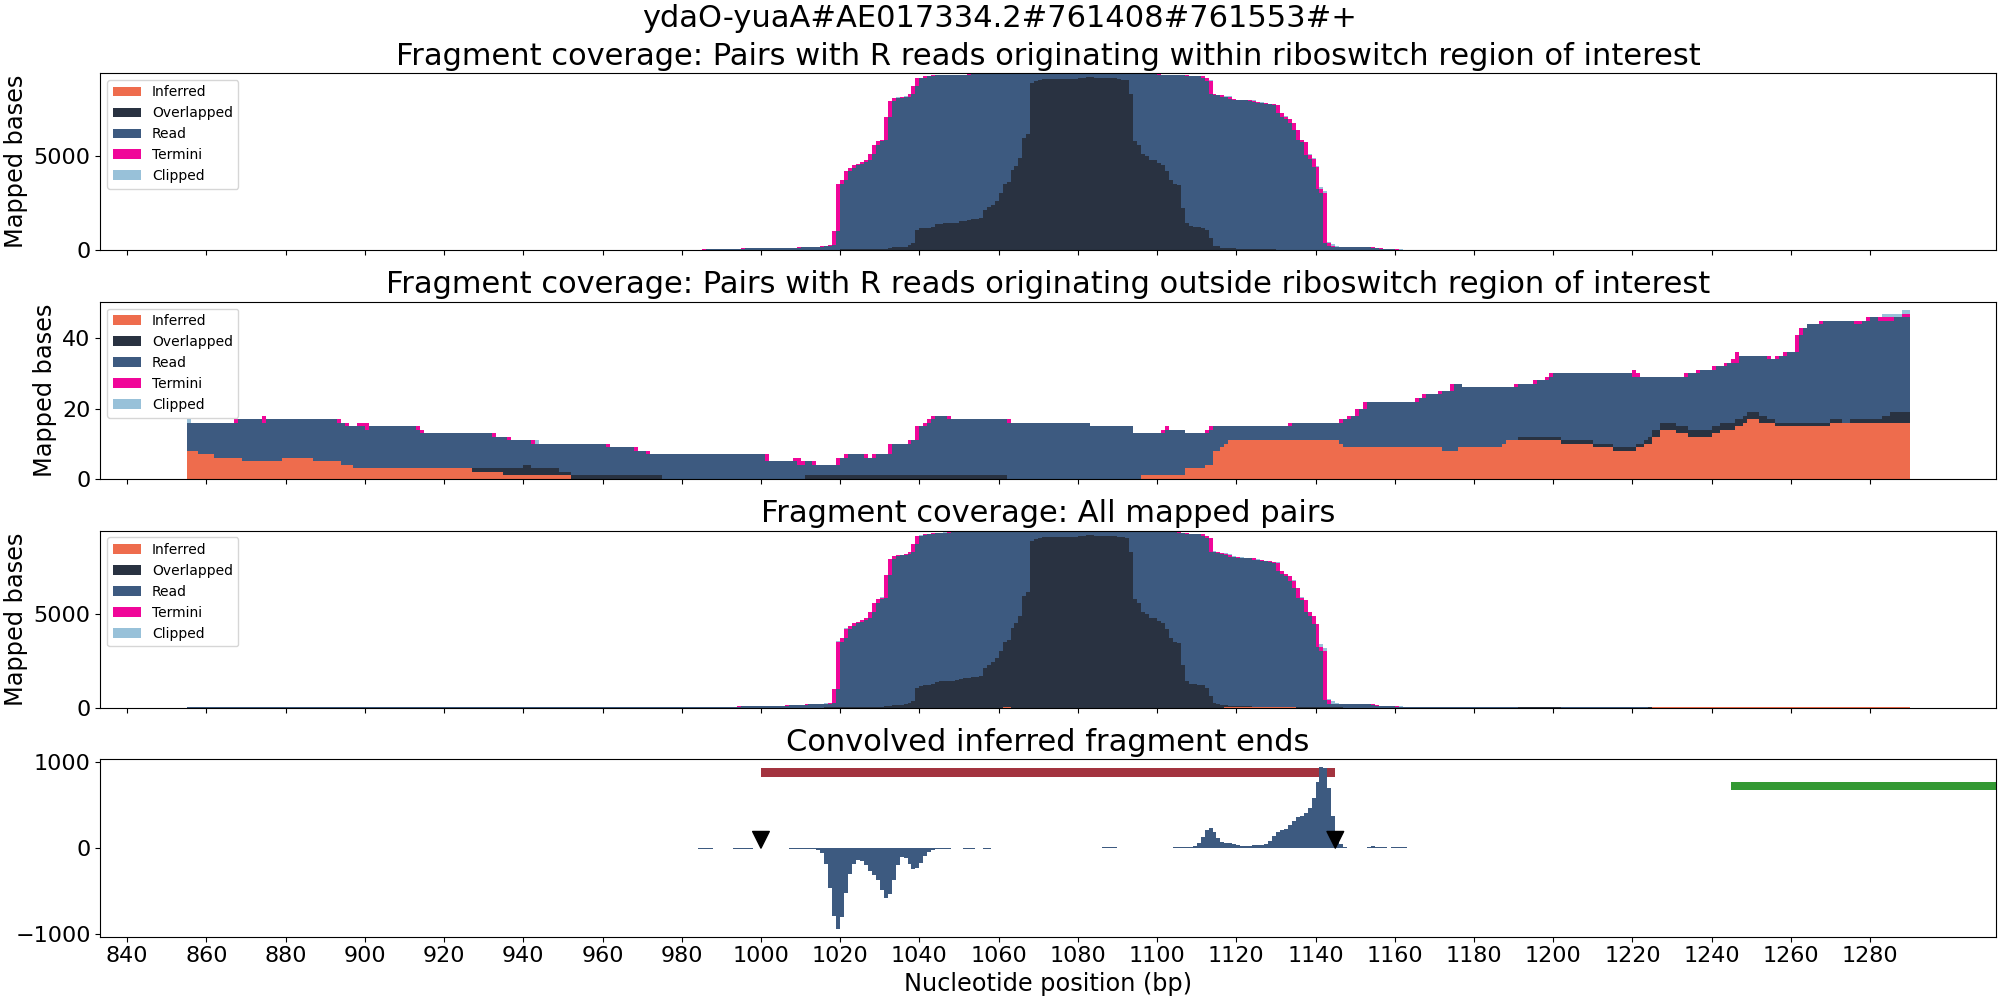 ydaO-yuaA#AE017334.2#761408#761553#+
Fragment coverage: Pairs with R reads originating within riboswitch region of interest
Mapped bases
5000
0
Inferred
Overlapped
Read
Termini
Clipped
Fragment coverage: Pairs with R reads originating outside riboswitch region of interest
Mapped bases
40
20
0
Inferred
Overlapped
Read
Termini
Clipped
Fragment coverage: All mapped pairs
Mapped bases
5000
0
Inferred
Overlapped
Read
Termini
Clipped
Convolved inferred fragment ends
1000
0
−1000
840 860 880 900 920 940 960 980 1000 1020 1040 1060 1080 1100 1120 1140 1160 1180 1200 1220 1240 1260 1280
Nucleotide position (bp)